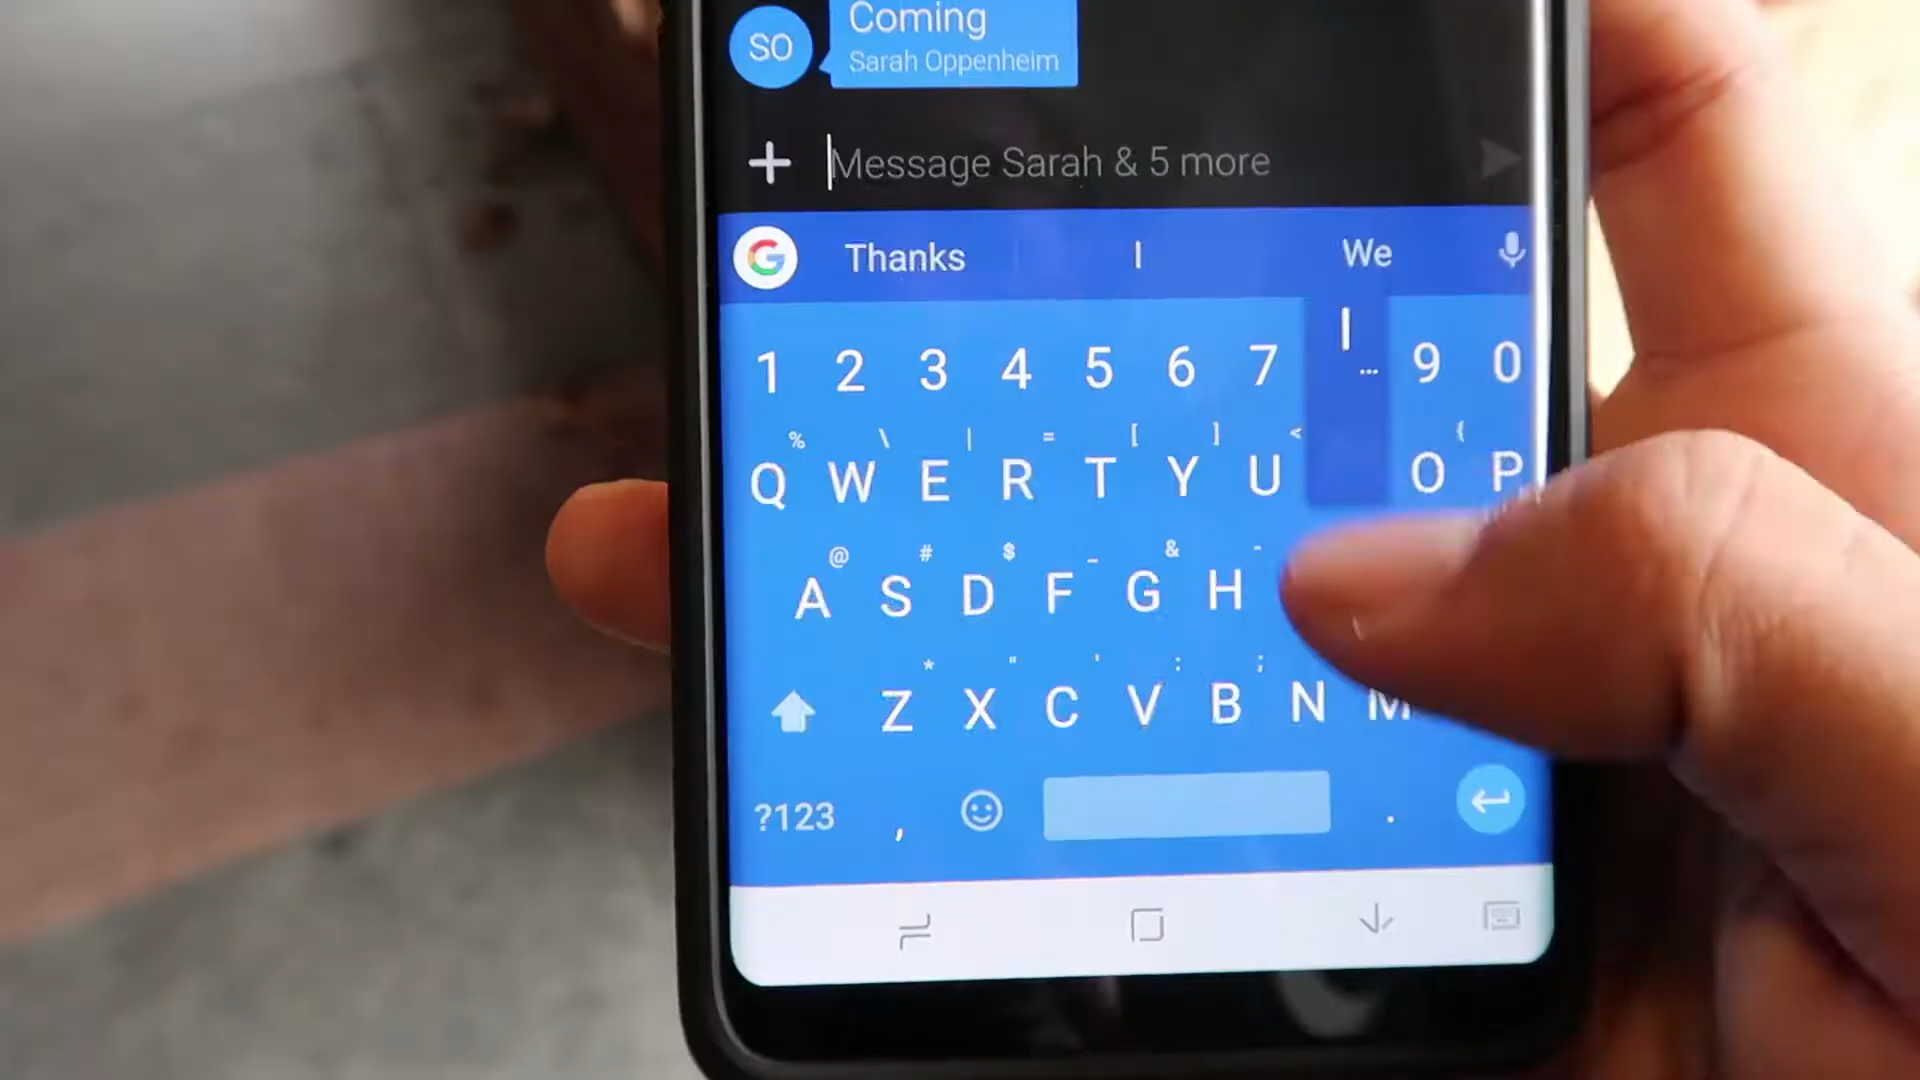 SO
Coming
Sarah Oppenheim
Message Sarah & 5 more
G Thanks I We
1 2 3 4 5 6 7 9 0
I ...
% \ | = [ ] < {
Q W E R T Y U O P
@ # $ _ & -
A S D F G H
* " ' : ;
Z X C V B N M
?123 , .